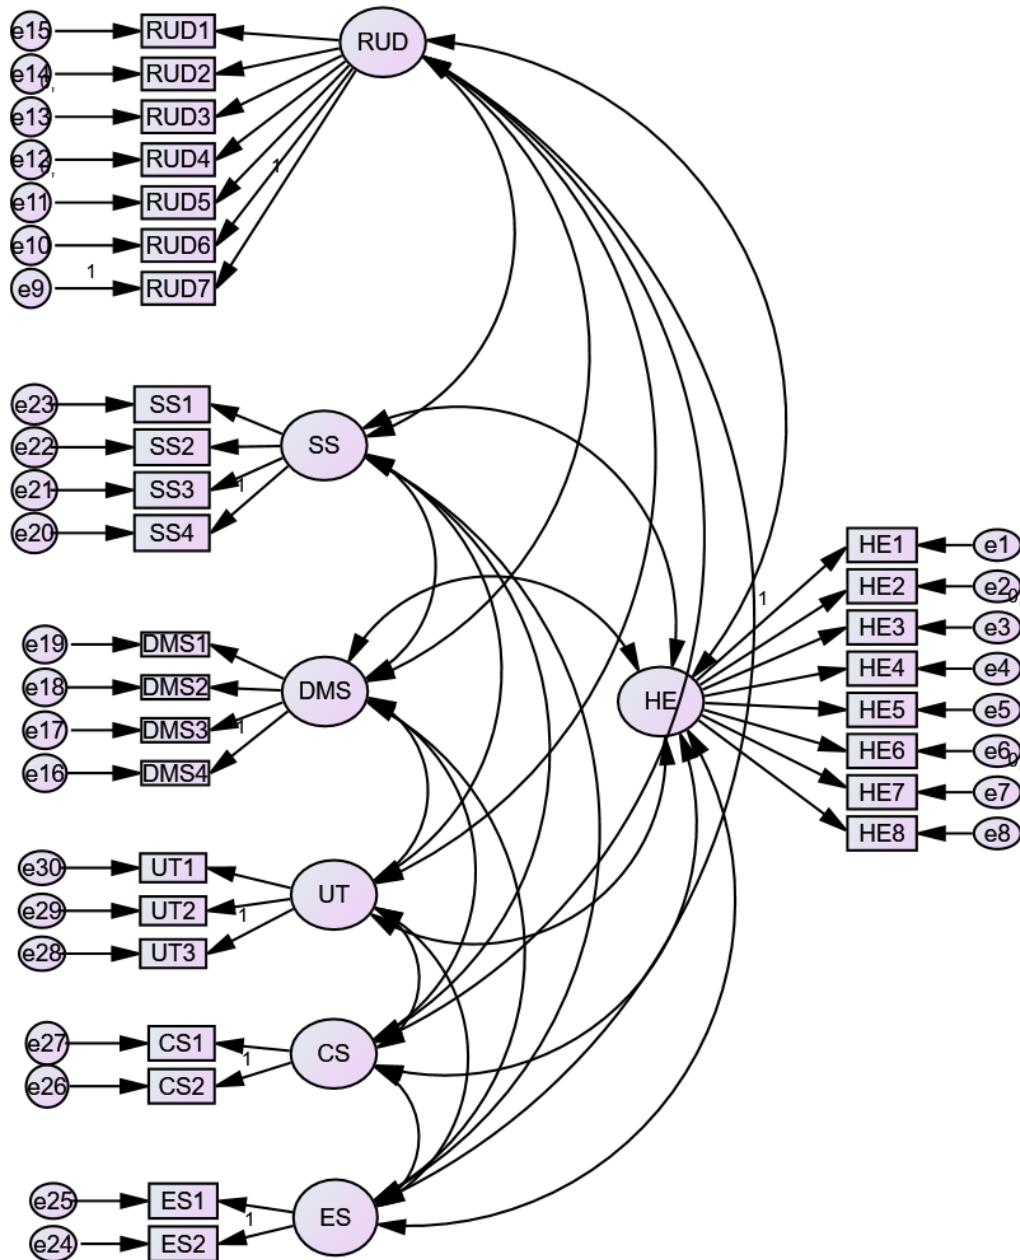 e15 RUD1 RUD
e14 RUD2
e13 RUD3
e12 RUD4
1
e11 RUD5
e10 RUD6
1
e9 RUD7
e23 SS1
e22 SS2 SS
e21 SS3
1
e20 SS4
HE1 e1
HE2 e2
1
HE3 e3
e19 DMS1
HE4 e4
e18 DMS2 DMS
HE HE5 e5
e17 DMS3
1
HE6 e6
e16 DMS4
HE7 e7
HE8 e8
e30 UT1
UT
e29 UT2
1
e28 UT3
e27 CS1
CS
1
e26 CS2
e25 ES1
ES
1
e24 ES2